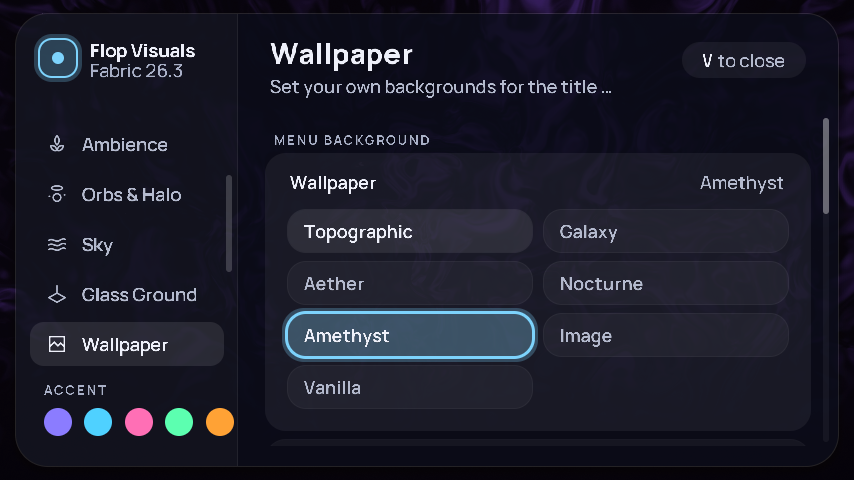 Flop Visuals
Fabric 26.3
Ambience
Orbs & Halo
Sky
Glass Ground
Wallpaper
ACCENT
Wallpaper
Set your own backgrounds for the title ...
V to close
MENU BACKGROUND
Wallpaper
Amethyst
Topographic
Galaxy
Aether
Nocturne
Amethyst
Image
Vanilla